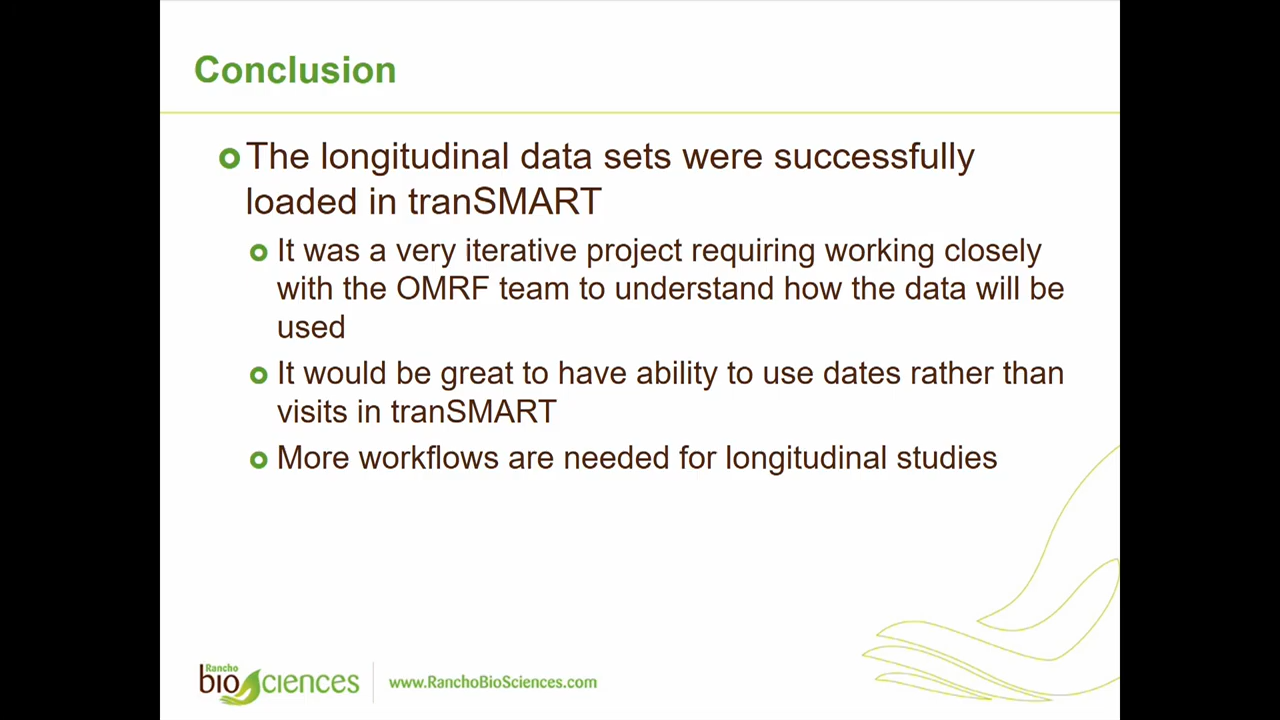 Conclusion
The longitudinal data sets were successfully
loaded in tranSMART
It was a very iterative project requiring working closely
with the OMRF team to understand how the data will be
used
It would be great to have ability to use dates rather than
visits in tranSMART
More workflows are needed for longitudinal studies
Rancho
bioSciences
www.RanchoBioSciences.com